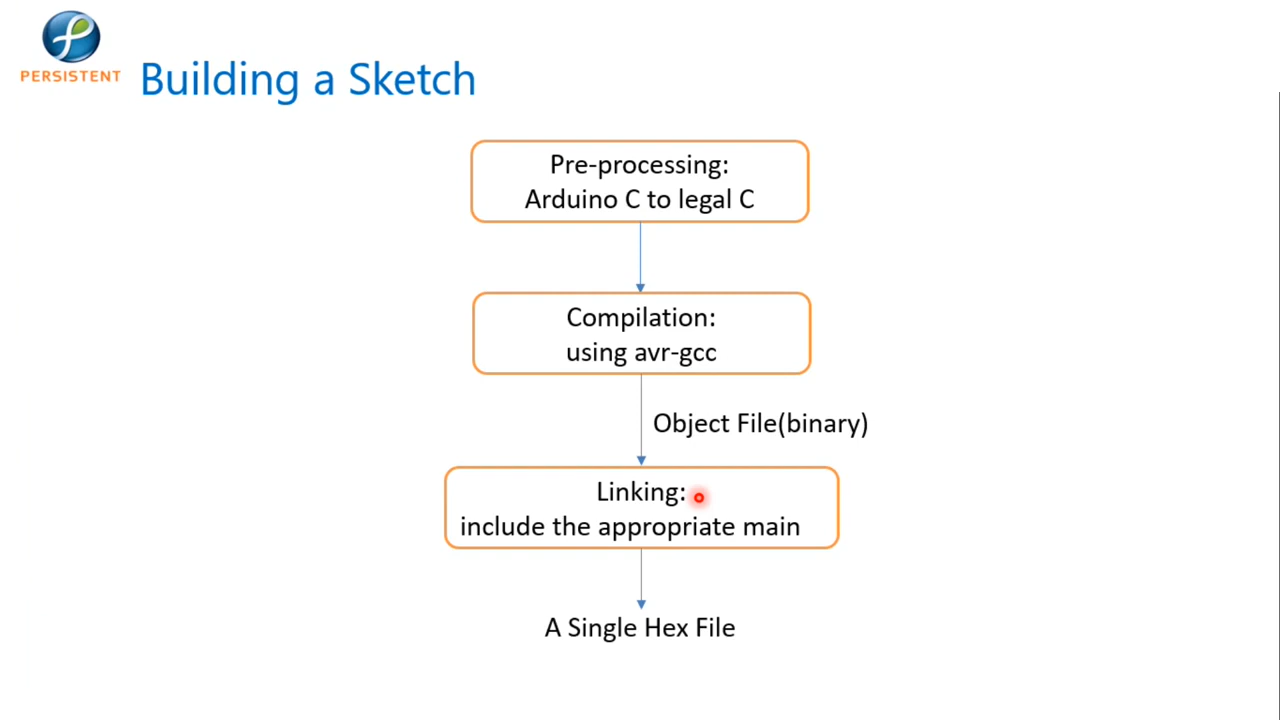 PERSISTENT
Building a Sketch
Pre-processing:
Arduino C to legal C
Compilation:
using avr-gcc
Object File(binary)
Linking:
include the appropriate main
A Single Hex File